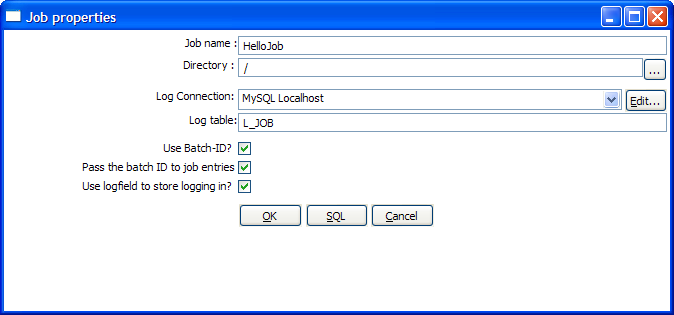 Job properties
Job name : HelloJob
Directory : / ...
Log Connection: MySQL Localhost Edit...
Log table: L_JOB
Use Batch-ID?
Pass the batch ID to job entries
Use logfield to store logging in?
OK SQL Cancel